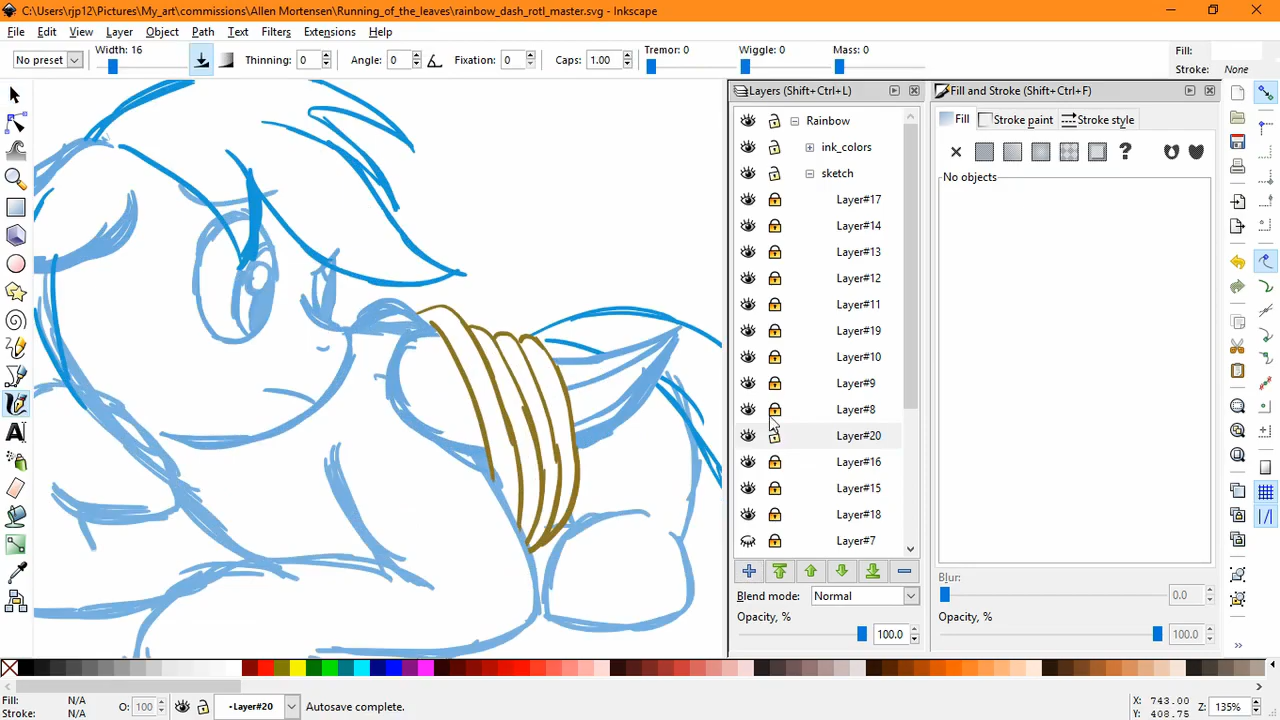 C:\Users\rjp12\Pictures\My_art\commissions\Allen Mortensen\Running_of_the_leaves\rainbow_dash_rotl_master.svg - Inkscape
File Edit View Layer Object Path Text Filters Extensions Help
No preset Width: 16 Thinning: 0 Angle: 0 Fixation: 0 Caps: 1.00 Tremor: 0 Wiggle: 0 Mass: 0 Fill:
Stroke: None
Layers (Shift+Ctrl+L) Fill and Stroke (Shift+Ctrl+F)
Rainbow Fill Stroke paint Stroke style
ink_colors
sketch No objects
Layer#17
Layer#14
Layer#13
Layer#12
Layer#11
Layer#19
Layer#10
Layer#9
Layer#8
Layer#20
Layer#16
Layer#15
Layer#18
Layer#7
Blur:
Blend mode: Normal 0.0
Opacity, % Opacity, %
100.0 100.0
Fill: N/A O: 100 •Layer#20 Autosave complete. X: 743.00 Z: 135%
Stroke: N/A Y: 408.75